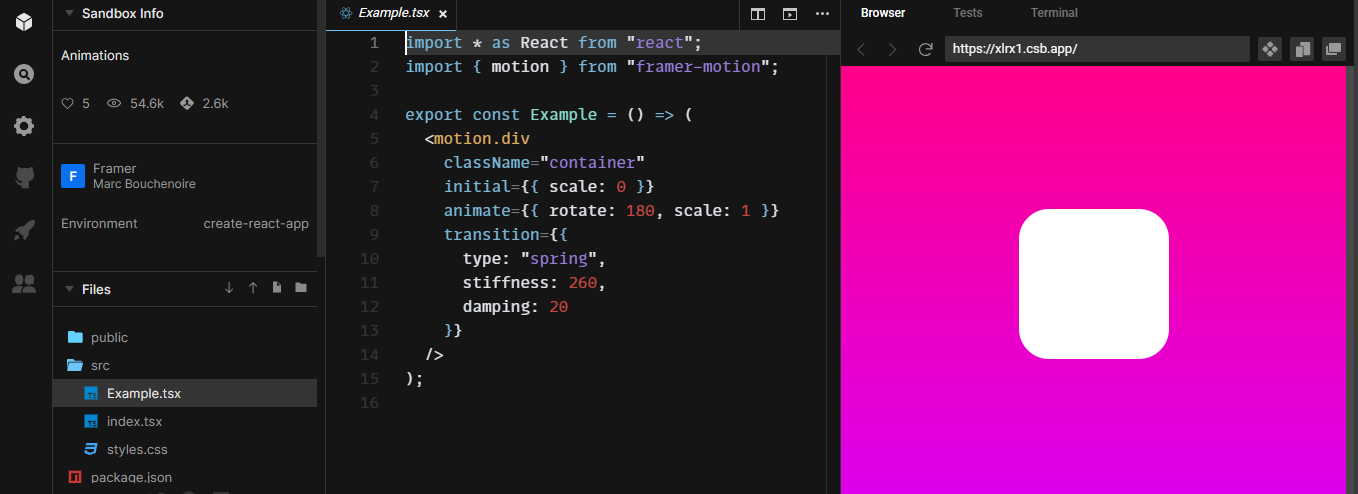 Sandbox Info
Animations
5 54.6k 2.6k
F
Framer
Marc Bouchenoire
Environment create-react-app
Files
public
src
TS Example.tsx
TS index.tsx
styles.css
package.json
Example.tsx
1 import * as React from "react";
2 import { motion } from "framer-motion";
3
4 export const Example = () => (
5   <motion.div
6     className="container"
7     initial={{ scale: 0 }}
8     animate={{ rotate: 180, scale: 1 }}
9     transition={{
10       type: "spring",
11       stiffness: 260,
12       damping: 20
13     }}
14   />
15 );
16
Browser Tests Terminal
https://xlrx1.csb.app/